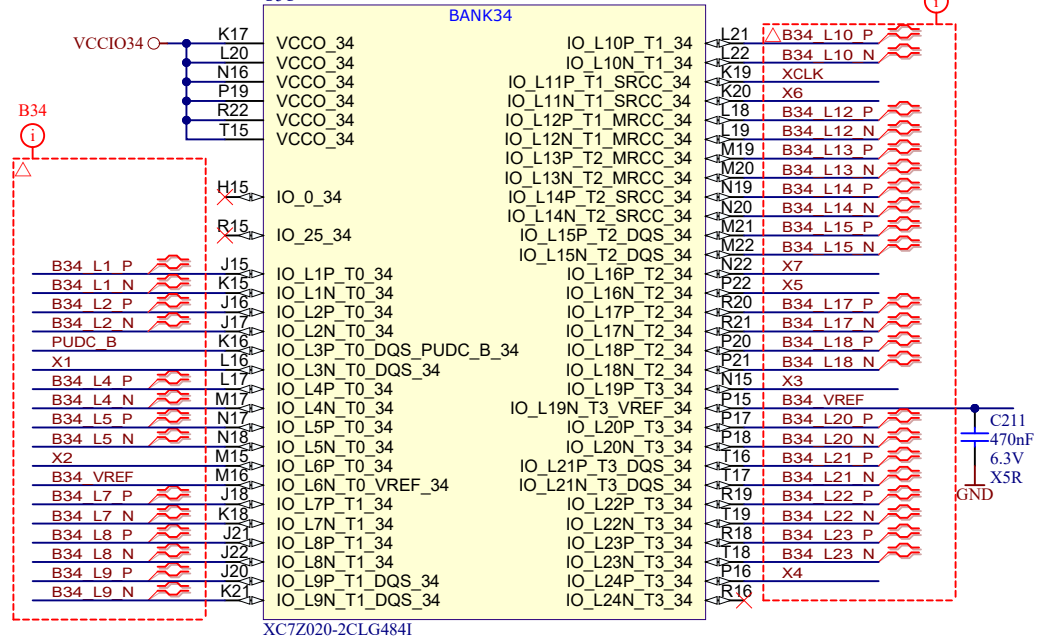 BANK34
VCCIO34
K17 VCCO_34
L20 VCCO_34
N16 VCCO_34
P19 VCCO_34
R22 VCCO_34
T15 VCCO_34
B34
i
H15 IO_0_34
R15 IO_25_34
B34_L1_P J15 IO_L1P_T0_34
B34_L1_N K15 IO_L1N_T0_34
B34_L2_P J16 IO_L2P_T0_34
B34_L2_N J17 IO_L2N_T0_34
PUDC_B K16 IO_L3P_T0_DQS_PUDC_B_34
X1 L16 IO_L3N_T0_DQS_34
B34_L4_P L17 IO_L4P_T0_34
B34_L4_N M17 IO_L4N_T0_34
B34_L5_P N17 IO_L5P_T0_34
B34_L5_N N18 IO_L5N_T0_34
X2 M15 IO_L6P_T0_34
B34_VREF M16 IO_L6N_T0_VREF_34
B34_L7_P J18 IO_L7P_T1_34
B34_L7_N K18 IO_L7N_T1_34
B34_L8_P J21 IO_L8P_T1_34
B34_L8_N J22 IO_L8N_T1_34
B34_L9_P J20 IO_L9P_T1_DQS_34
B34_L9_N K21 IO_L9N_T1_DQS_34
i
IO_L10P_T1_34 L21 B34_L10_P
IO_L10N_T1_34 L22 B34_L10_N
IO_L11P_T1_SRCC_34 K19 XCLK
IO_L11N_T1_SRCC_34 K20 X6
IO_L12P_T1_MRCC_34 L18 B34_L12_P
IO_L12N_T1_MRCC_34 L19 B34_L12_N
IO_L13P_T2_MRCC_34 M19 B34_L13_P
IO_L13N_T2_MRCC_34 M20 B34_L13_N
IO_L14P_T2_SRCC_34 N19 B34_L14_P
IO_L14N_T2_SRCC_34 N20 B34_L14_N
IO_L15P_T2_DQS_34 M21 B34_L15_P
IO_L15N_T2_DQS_34 M22 B34_L15_N
IO_L16P_T2_34 N22 X7
IO_L16N_T2_34 P22 X5
IO_L17P_T2_34 R20 B34_L17_P
IO_L17N_T2_34 R21 B34_L17_N
IO_L18P_T2_34 P20 B34_L18_P
IO_L18N_T2_34 P21 B34_L18_N
IO_L19P_T3_34 N15 X3
IO_L19N_T3_VREF_34 P15 B34_VREF
IO_L20P_T3_34 P17 B34_L20_P
IO_L20N_T3_34 P18 B34_L20_N
IO_L21P_T3_DQS_34 T16 B34_L21_P
IO_L21N_T3_DQS_34 T17 B34_L21_N
IO_L22P_T3_34 R19 B34_L22_P
IO_L22N_T3_34 T19 B34_L22_N
IO_L23P_T3_34 R18 B34_L23_P
IO_L23N_T3_34 T18 B34_L23_N
IO_L24P_T3_34 P16 X4
IO_L24N_T3_34 R16
C211
470nF
6.3V
X5R
GND
XC7Z020-2CLG484I